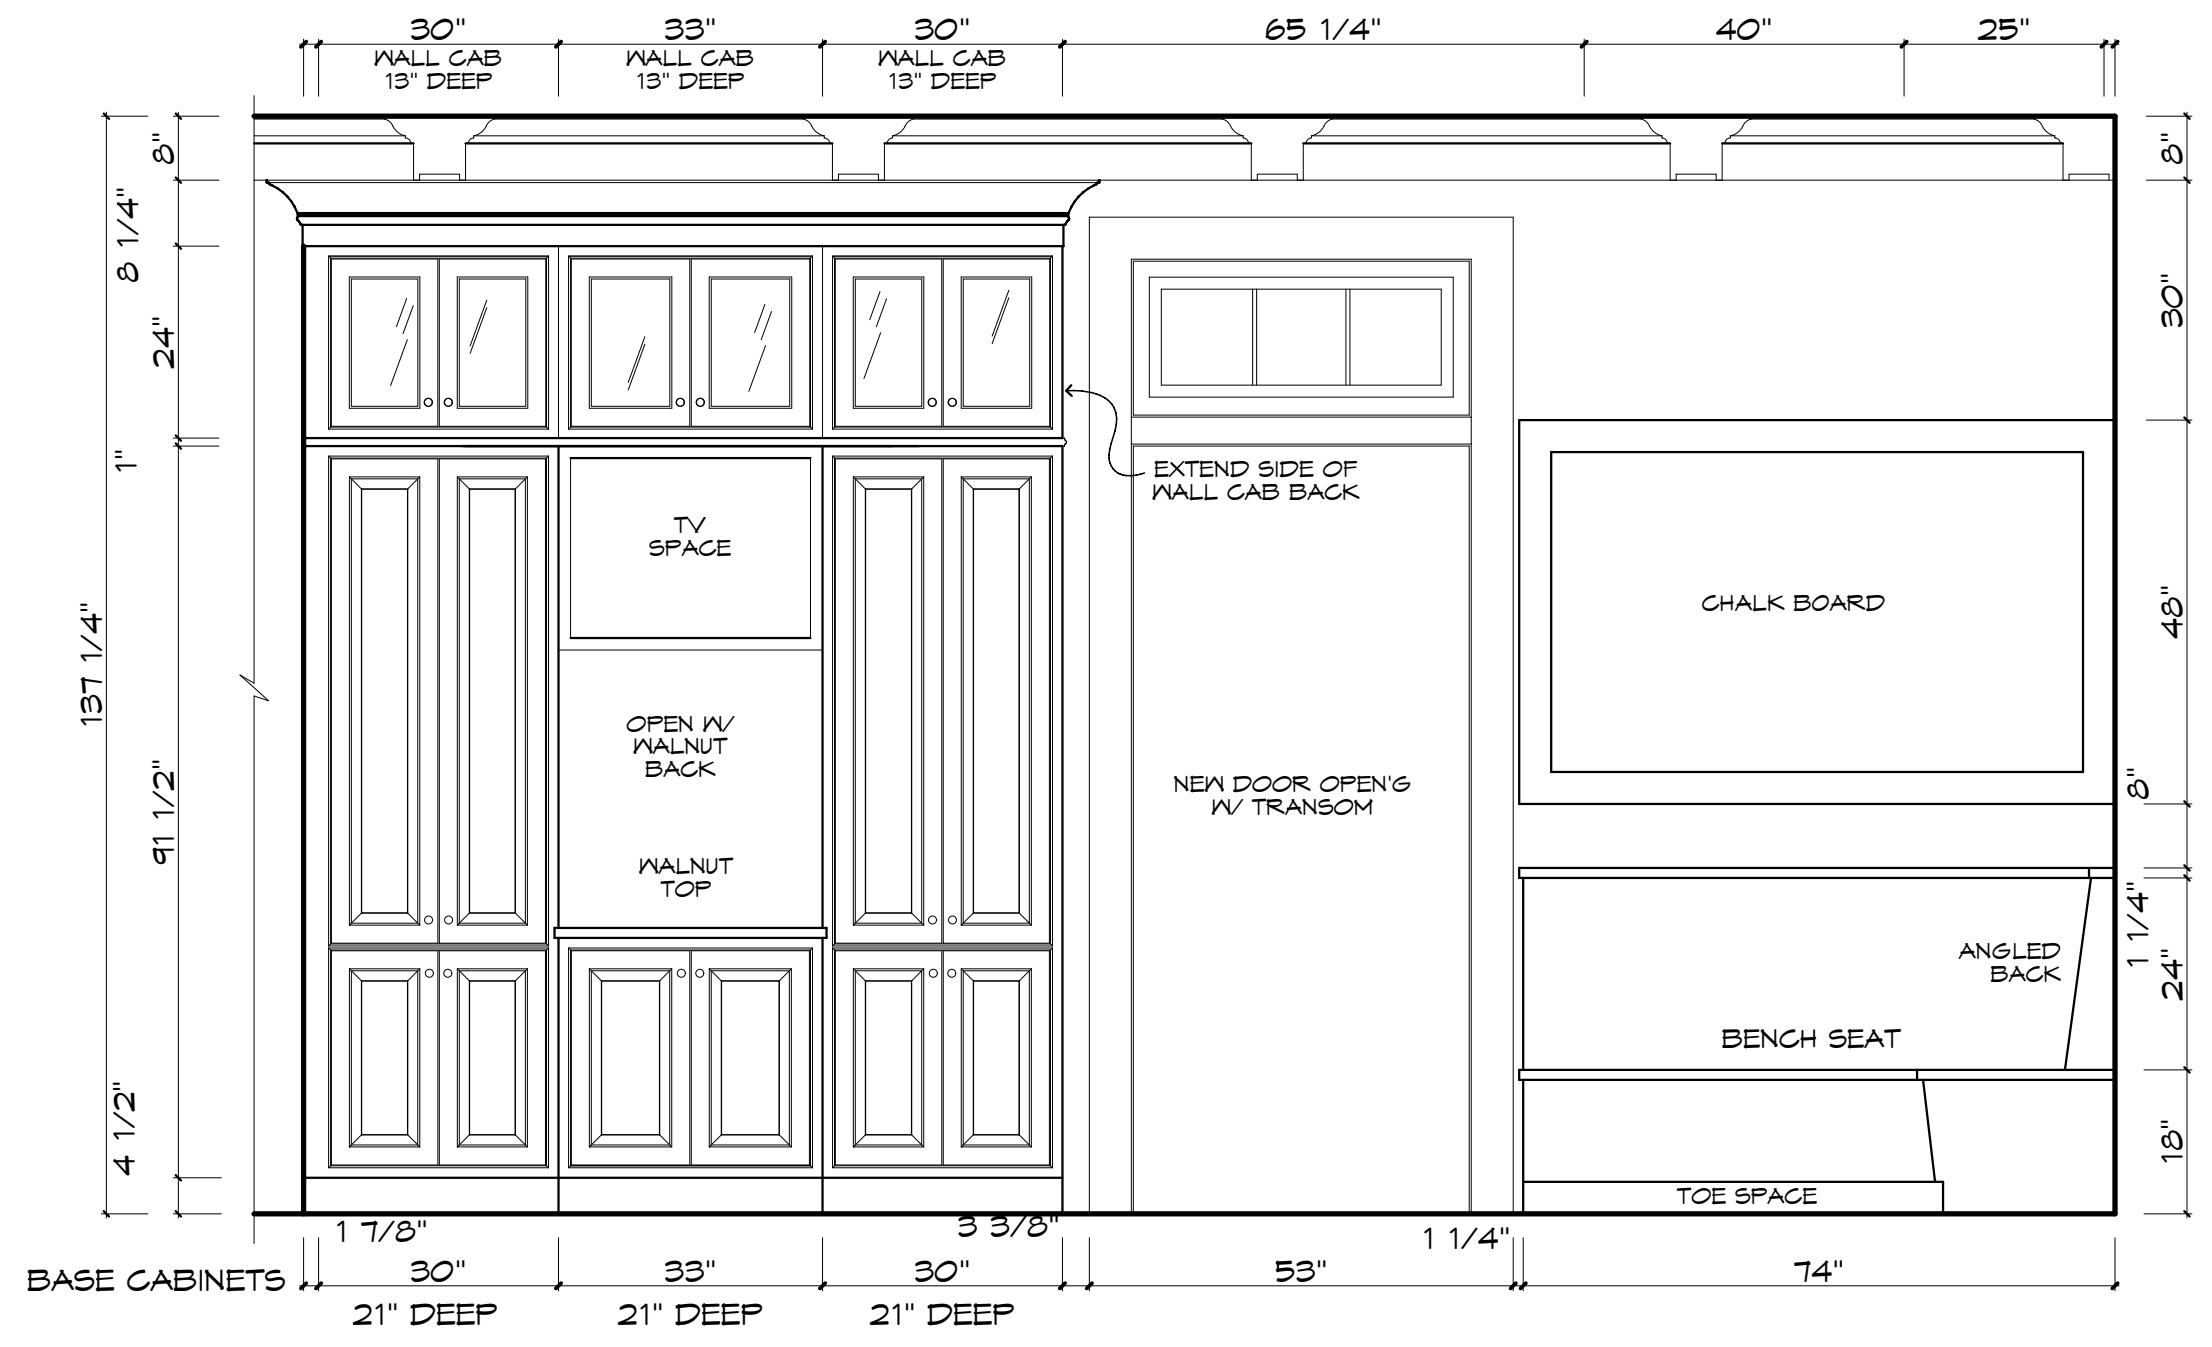 30" 33" 30" 65 1/4" 40" 25"
WALL CAB WALL CAB WALL CAB
13" DEEP 13" DEEP 13" DEEP
8" 8"
8 1/4"
24" 30"
1"
EXTEND SIDE OF
WALL CAB BACK
TV
SPACE
CHALK BOARD 48"
137 1/4"
OPEN W/
WALNUT
BACK
NEW DOOR OPEN'G
W/ TRANSOM
8"
91 1/2"
WALNUT
TOP
1 1/4"
ANGLED
BACK
24"
BENCH SEAT
4 1/2" 18"
TOE SPACE
1 7/8" 3 3/8" 1 1/4"
BASE CABINETS 30" 33" 30" 53" 74"
21" DEEP 21" DEEP 21" DEEP